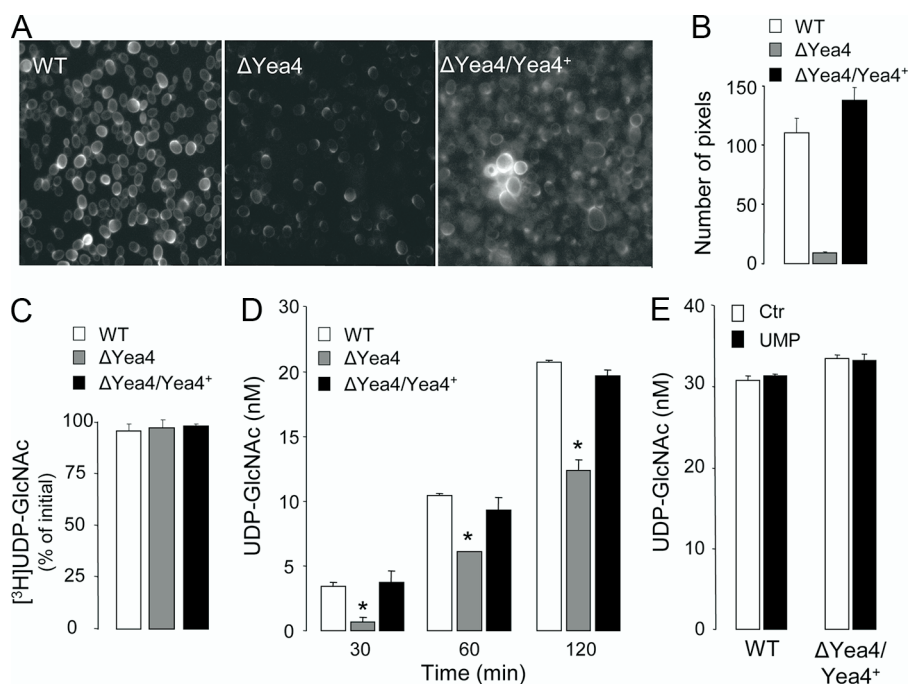 A
WT
ΔYea4
ΔYea4/Yea4⁺
B
WT
ΔYea4
ΔYea4/Yea4⁺
Number of pixels
150
100
50
0
C
WT
ΔYea4
ΔYea4/Yea4⁺
[³H]UDP-GlcNAc
(% of initial)
100
75
50
25
0
D
WT
ΔYea4
ΔYea4/Yea4⁺
UDP-GlcNAc (nM)
30
20
15
10
5
0
*
*
*
30
60
120
Time (min)
E
Ctr
UMP
UDP-GlcNAc (nM)
40
30
20
10
0
WT
ΔYea4/
Yea4⁺